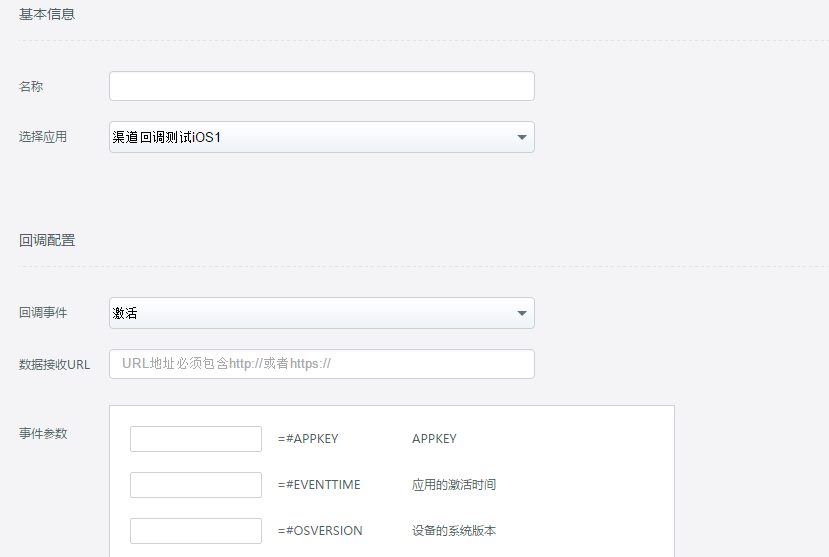 基本信息
名称
选择应用 渠道回调测试iOS1
回调配置
回调事件 激活
数据接收URL URL地址必须包含http://或者https://
事件参数
=#APPKEY APPKEY
=#EVENTTIME 应用的激活时间
=#OSVERSION 设备的系统版本